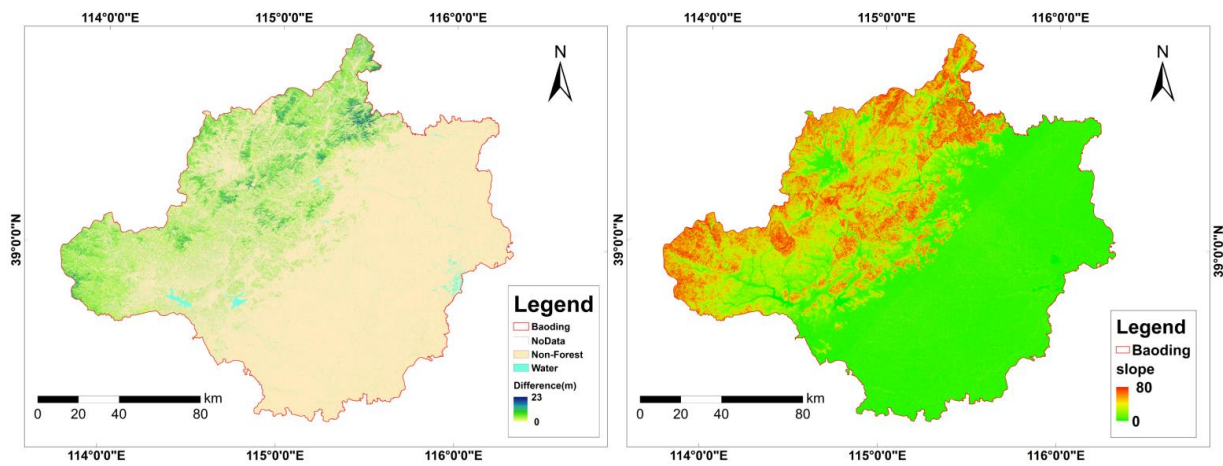 114°0'0"E 115°0'0"E 116°0'0"E
N
39°0'0"N
Legend
Baoding
NoData
Non-Forest
Water
Difference(m)
23
0
km
0 20 40 80
114°0'0"E 115°0'0"E 116°0'0"E
114°0'0"E 115°0'0"E 116°0'0"E
N
39°0'0"N
Legend
Baoding
slope
80
0
km
0 20 40 80
114°0'0"E 115°0'0"E 116°0'0"E